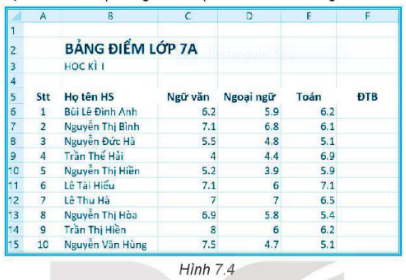 A B C D E F
1
2 BẢNG ĐIỂM LỚP 7A
3 HỌC KÌ I
4
5 Stt Họ tên HS Ngữ văn Ngoại ngữ Toán ĐTB
6 1 Bùi Lê Đình Anh 6.2 5.9 6.2
7 2 Nguyễn Thị Bình 7.1 6.8 6.1
8 3 Nguyễn Đức Hà 5.5 4.8 5.1
9 4 Trần Thế Hải 4 4.4 6.9
10 5 Nguyễn Thị Hiền 5.2 3.9 5.9
11 6 Lê Tài Hiếu 7.1 6 7.1
12 7 Lê Thu Hà 7 7 6.5
13 8 Nguyễn Thị Hòa 6.9 5.8 5.4
14 9 Trần Thị Hiền 8 6 6.2
15 10 Nguyễn Văn Hùng 7.5 4.7 5.1
Hình 7.4